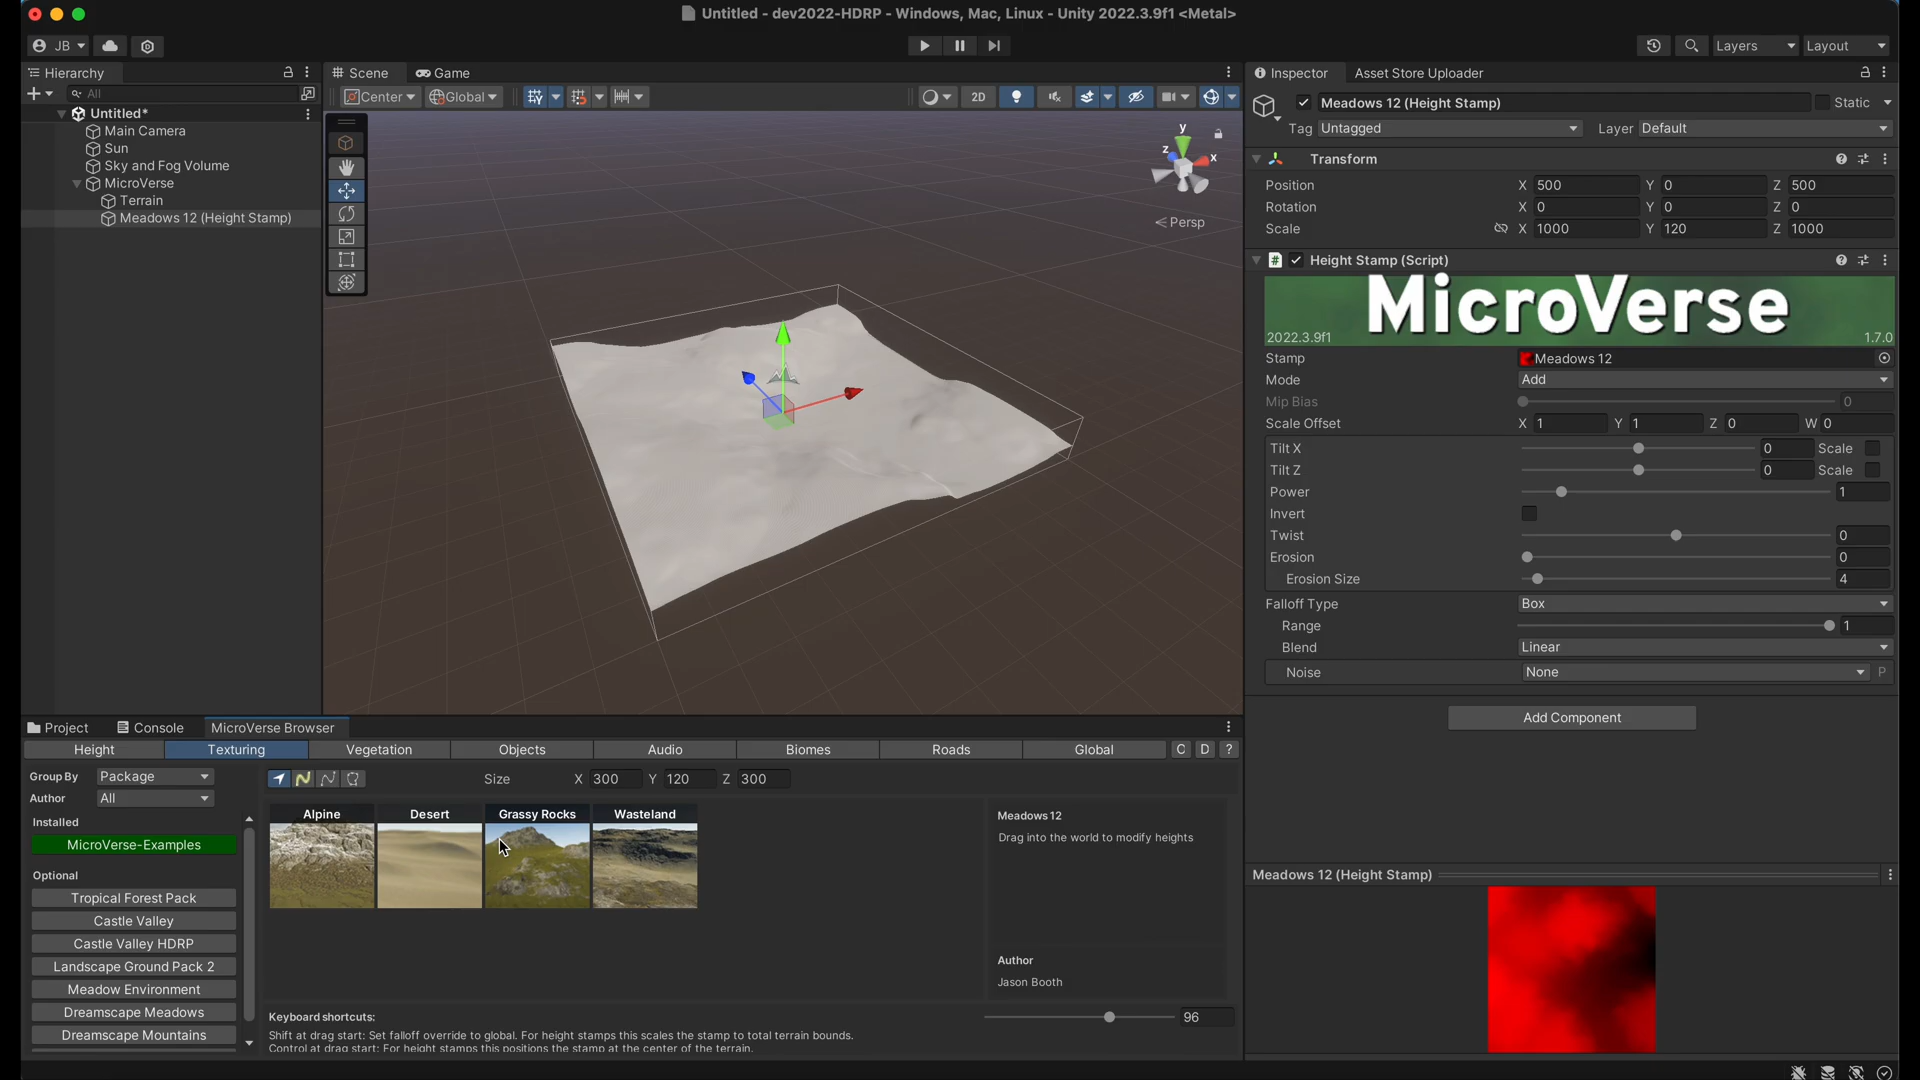 Untitled - dev2022-HDRP - Windows, Mac, Linux - Unity 2022.3.9f1 <Metal>
JB
Layers
Layout
Hierarchy
Scene
Game
Inspector
Asset Store Uploader
All
Center
Global
2D
Meadows 12 (Height Stamp)
Static
Untitled*
Main Camera
Sun
Sky and Fog Volume
MicroVerse
Terrain
Meadows 12 (Height Stamp)
y
z
x
Persp
Tag Untagged
Layer Default
Transform
Position X 500 Y 0 Z 500
Rotation X 0 Y 0 Z 0
Scale X 1000 Y 120 Z 1000
# Height Stamp (Script)
MicroVerse
2022.3.9f1 1.7.0
Stamp Meadows 12
Mode Add
Mip Bias 0
Scale Offset X 1 Y 1 Z 0 W 0
Tilt X 0 Scale
Tilt Z 0 Scale
Power 1
Invert
Twist 0
Erosion 0
Erosion Size 4
Falloff Type Box
Range 1
Blend Linear
Noise None P
Add Component
Project
Console
MicroVerse Browser
Height
Texturing
Vegetation
Objects
Audio
Biomes
Roads
Global
C
D
?
Group By Package
Author All
Installed
MicroVerse-Examples
Optional
Tropical Forest Pack
Castle Valley
Castle Valley HDRP
Landscape Ground Pack 2
Meadow Environment
Dreamscape Meadows
Dreamscape Mountains
Size X 300 Y 120 Z 300
Alpine
Desert
Grassy Rocks
Wasteland
Meadows 12
Drag into the world to modify heights
Author
Jason Booth
Keyboard shortcuts:
96
Shift at drag start: Set falloff override to global. For height stamps this scales the stamp to total terrain bounds.
Control at drag start: For height stamps this positions the stamp at the center of the terrain.
Meadows 12 (Height Stamp)